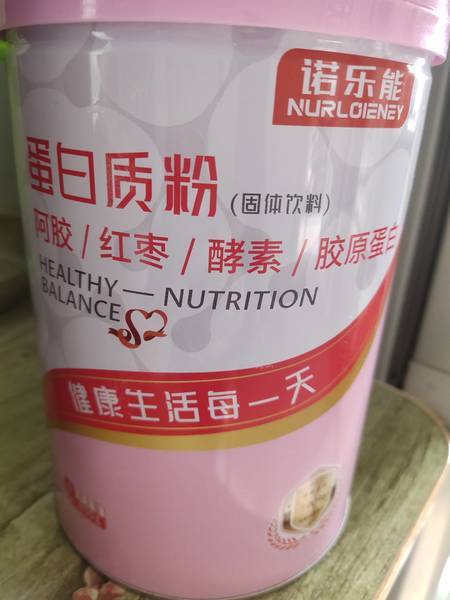 诺乐能
NURLOIENEY
蛋白质粉
(固体饮料)
阿胶/红枣/酵素/胶原蛋白
HEALTHY — NUTRITION
BALANCE
健康生活每一天